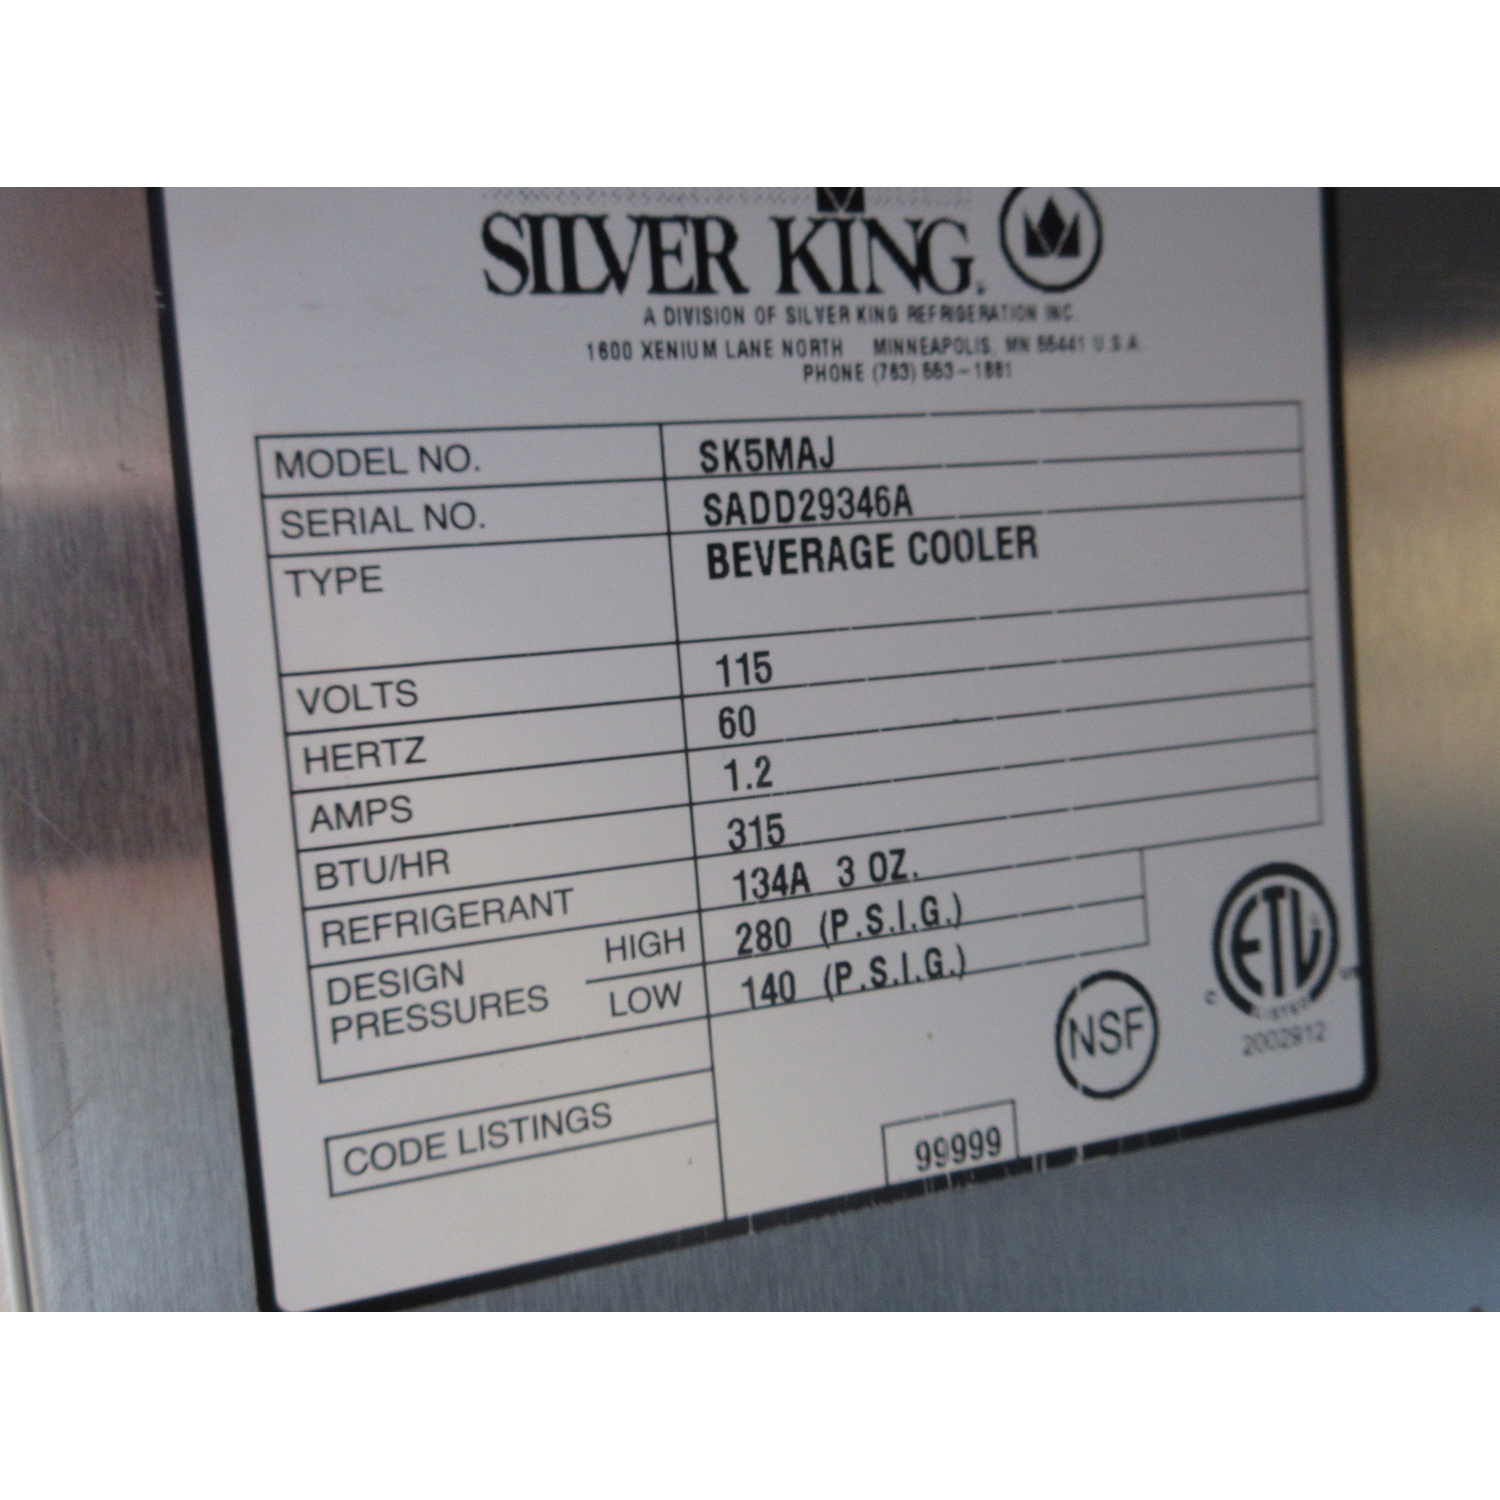 SILVER KING.
A DIVISION OF SILVER KING REFRIGERATION INC.
1600 XENIUM LANE NORTH MINNEAPOLIS, MN 55441 U.S.A.
PHONE (763) 553-1881
MODEL NO. SK5MAJ
SERIAL NO. SADD29346A
TYPE BEVERAGE COOLER
VOLTS 115
HERTZ 60
AMPS 1.2
BTU/HR 315
REFRIGERANT 134A 3 OZ.
DESIGN PRESSURES HIGH 280 (P.S.I.G.)
LOW 140 (P.S.I.G.)
ETL
C
LISTED
2002912
NSF
CODE LISTINGS
99999